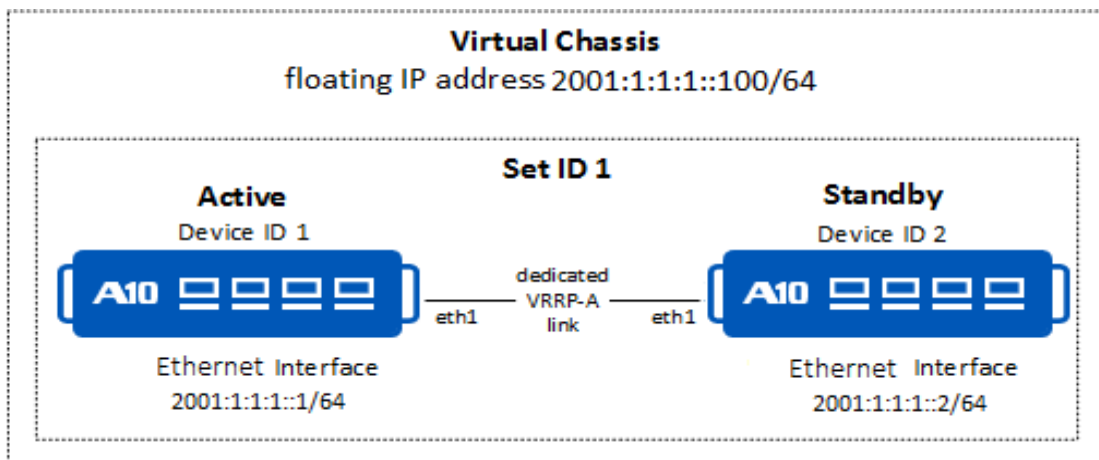 Virtual Chassis
floating IP address 2001:1:1:1::100/64
Set ID 1
Active
Device ID 1
A10
Ethernet Interface
2001:1:1:1::1/64
eth1
dedicated
VRRP-A
link
eth1
Standby
Device ID 2
A10
Ethernet Interface
2001:1:1:1::2/64